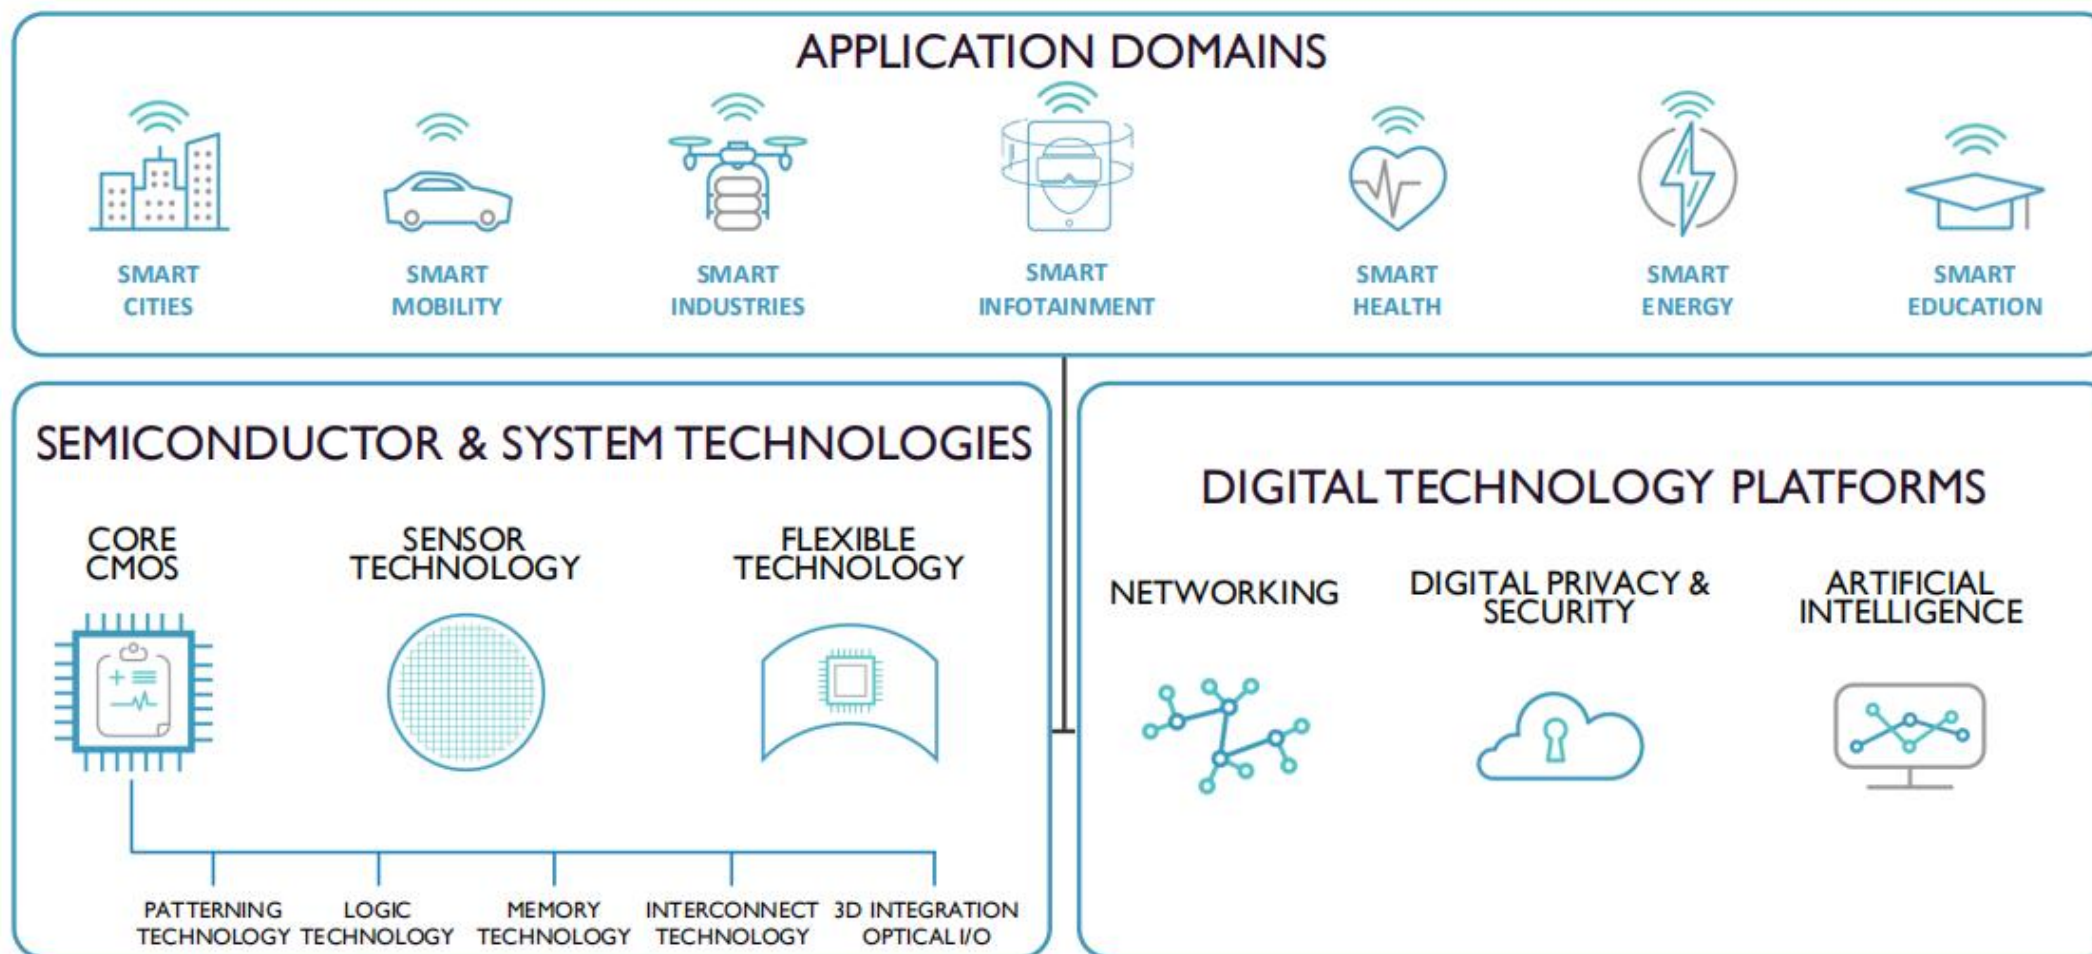 APPLICATION DOMAINS
SMART
CITIES
SMART
MOBILITY
SMART
INDUSTRIES
SMART
INFOTAINMENT
SMART
HEALTH
SMART
ENERGY
SMART
EDUCATION
SEMICONDUCTOR & SYSTEM TECHNOLOGIES
CORE
CMOS
SENSOR
TECHNOLOGY
FLEXIBLE
TECHNOLOGY
PATTERNING
TECHNOLOGY
LOGIC
TECHNOLOGY
MEMORY
TECHNOLOGY
INTERCONNECT
TECHNOLOGY
3D INTEGRATION
OPTICAL I/O
DIGITAL TECHNOLOGY PLATFORMS
NETWORKING
DIGITAL PRIVACY &
SECURITY
ARTIFICIAL
INTELLIGENCE